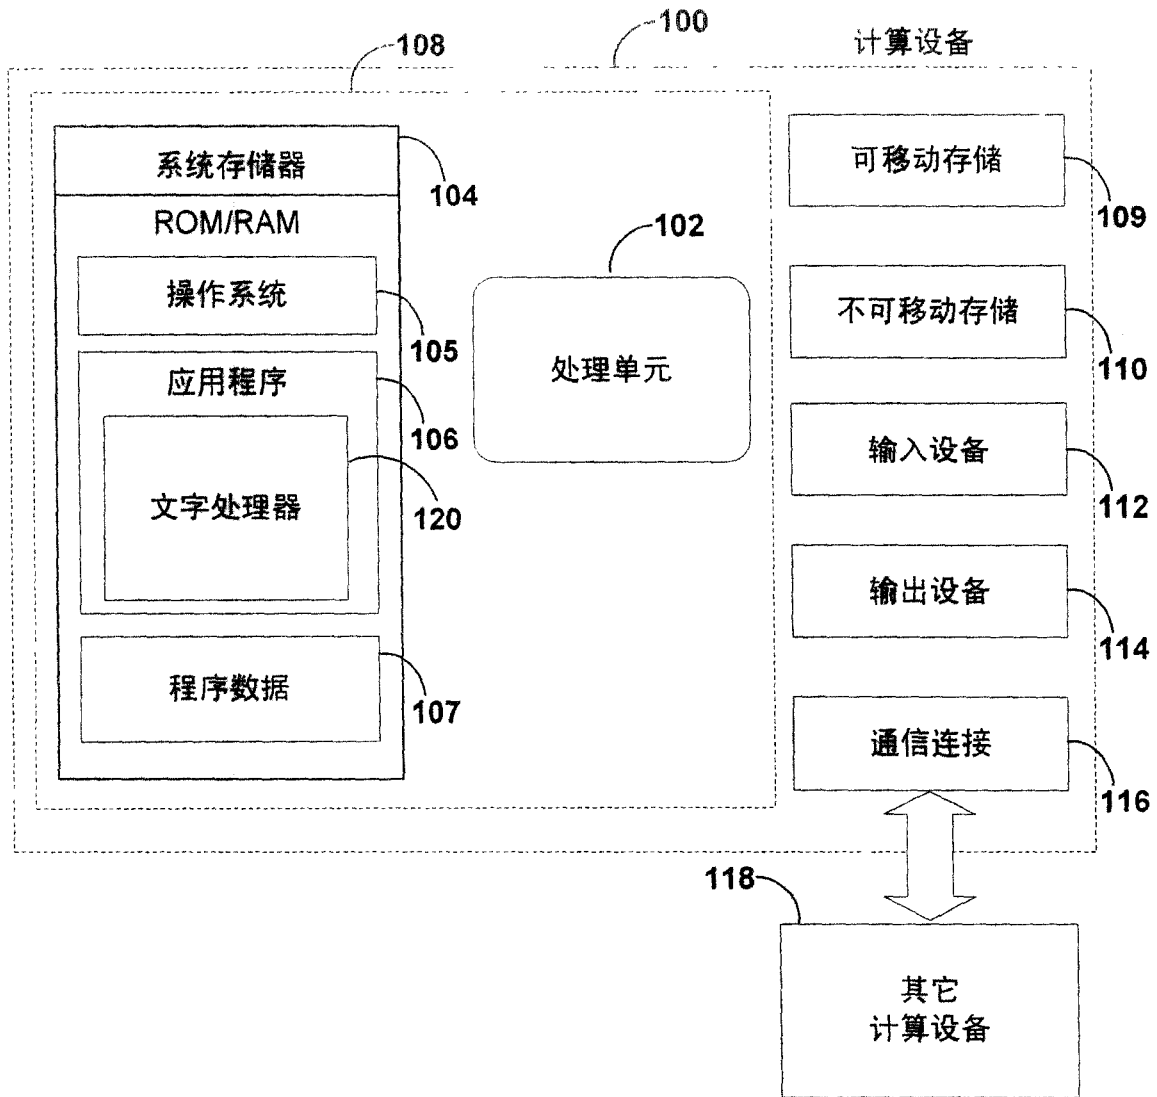 100
计算设备
108
系统存储器
104
ROM/RAM
操作系统
105
应用程序
106
文字处理器
120
程序数据
107
102
处理单元
可移动存储
109
不可移动存储
110
输入设备
112
输出设备
114
通信连接
116
118
其它
计算设备